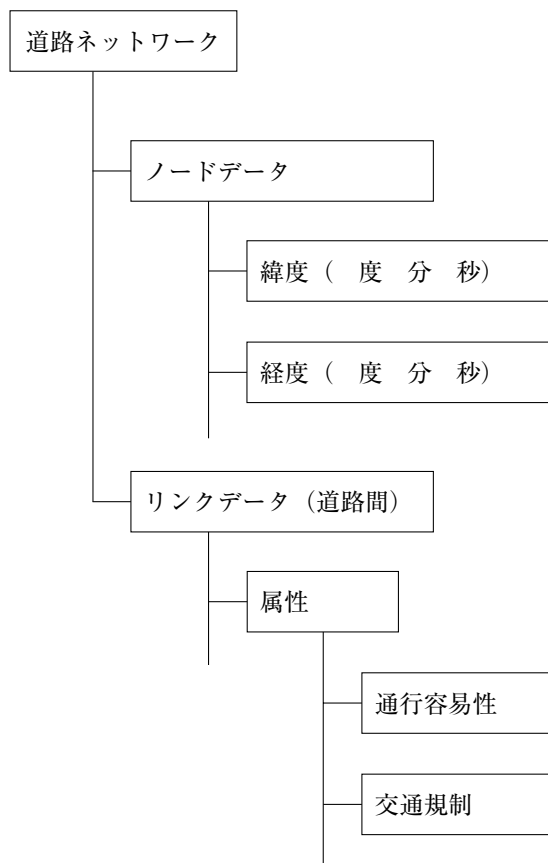 道路ネットワーク
ノードデータ
緯度（　度　分　秒）
経度（　度　分　秒）
リンクデータ（道路間）
属性
通行容易性
交通規制